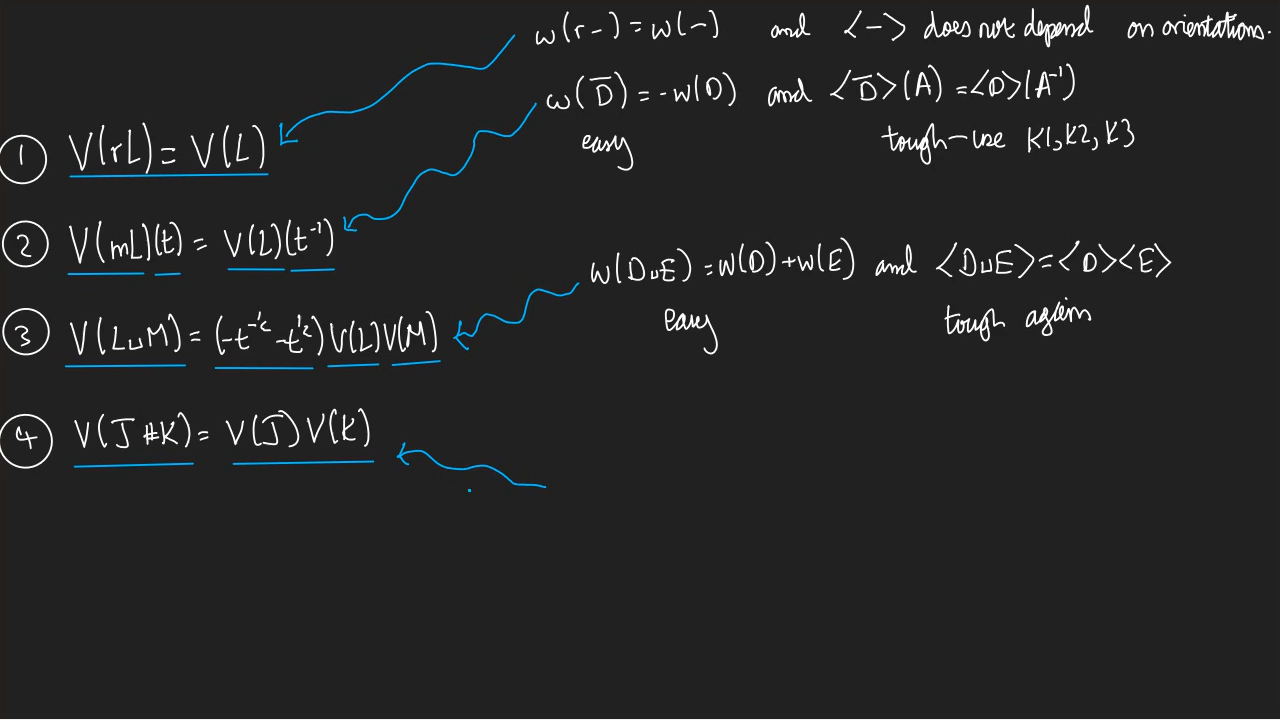 w(r-) = w(-) and <-> does not depend on orientations.
w(D̅) = -w(D) and <D̅>(A) = <D>(A⁻¹)
easy tough - use K1, K2, K3
① V(rL) = V(L)
② V(mL)(t) = V(L)(t⁻¹)
w(D⊔E) = w(D) + w(E) and <D⊔E> = <D><E>
easy tough again
③ V(L⊔M) = (-t^{-1/2} - t^{1/2}) V(L) V(M)
④ V(J#K) = V(J) V(K)